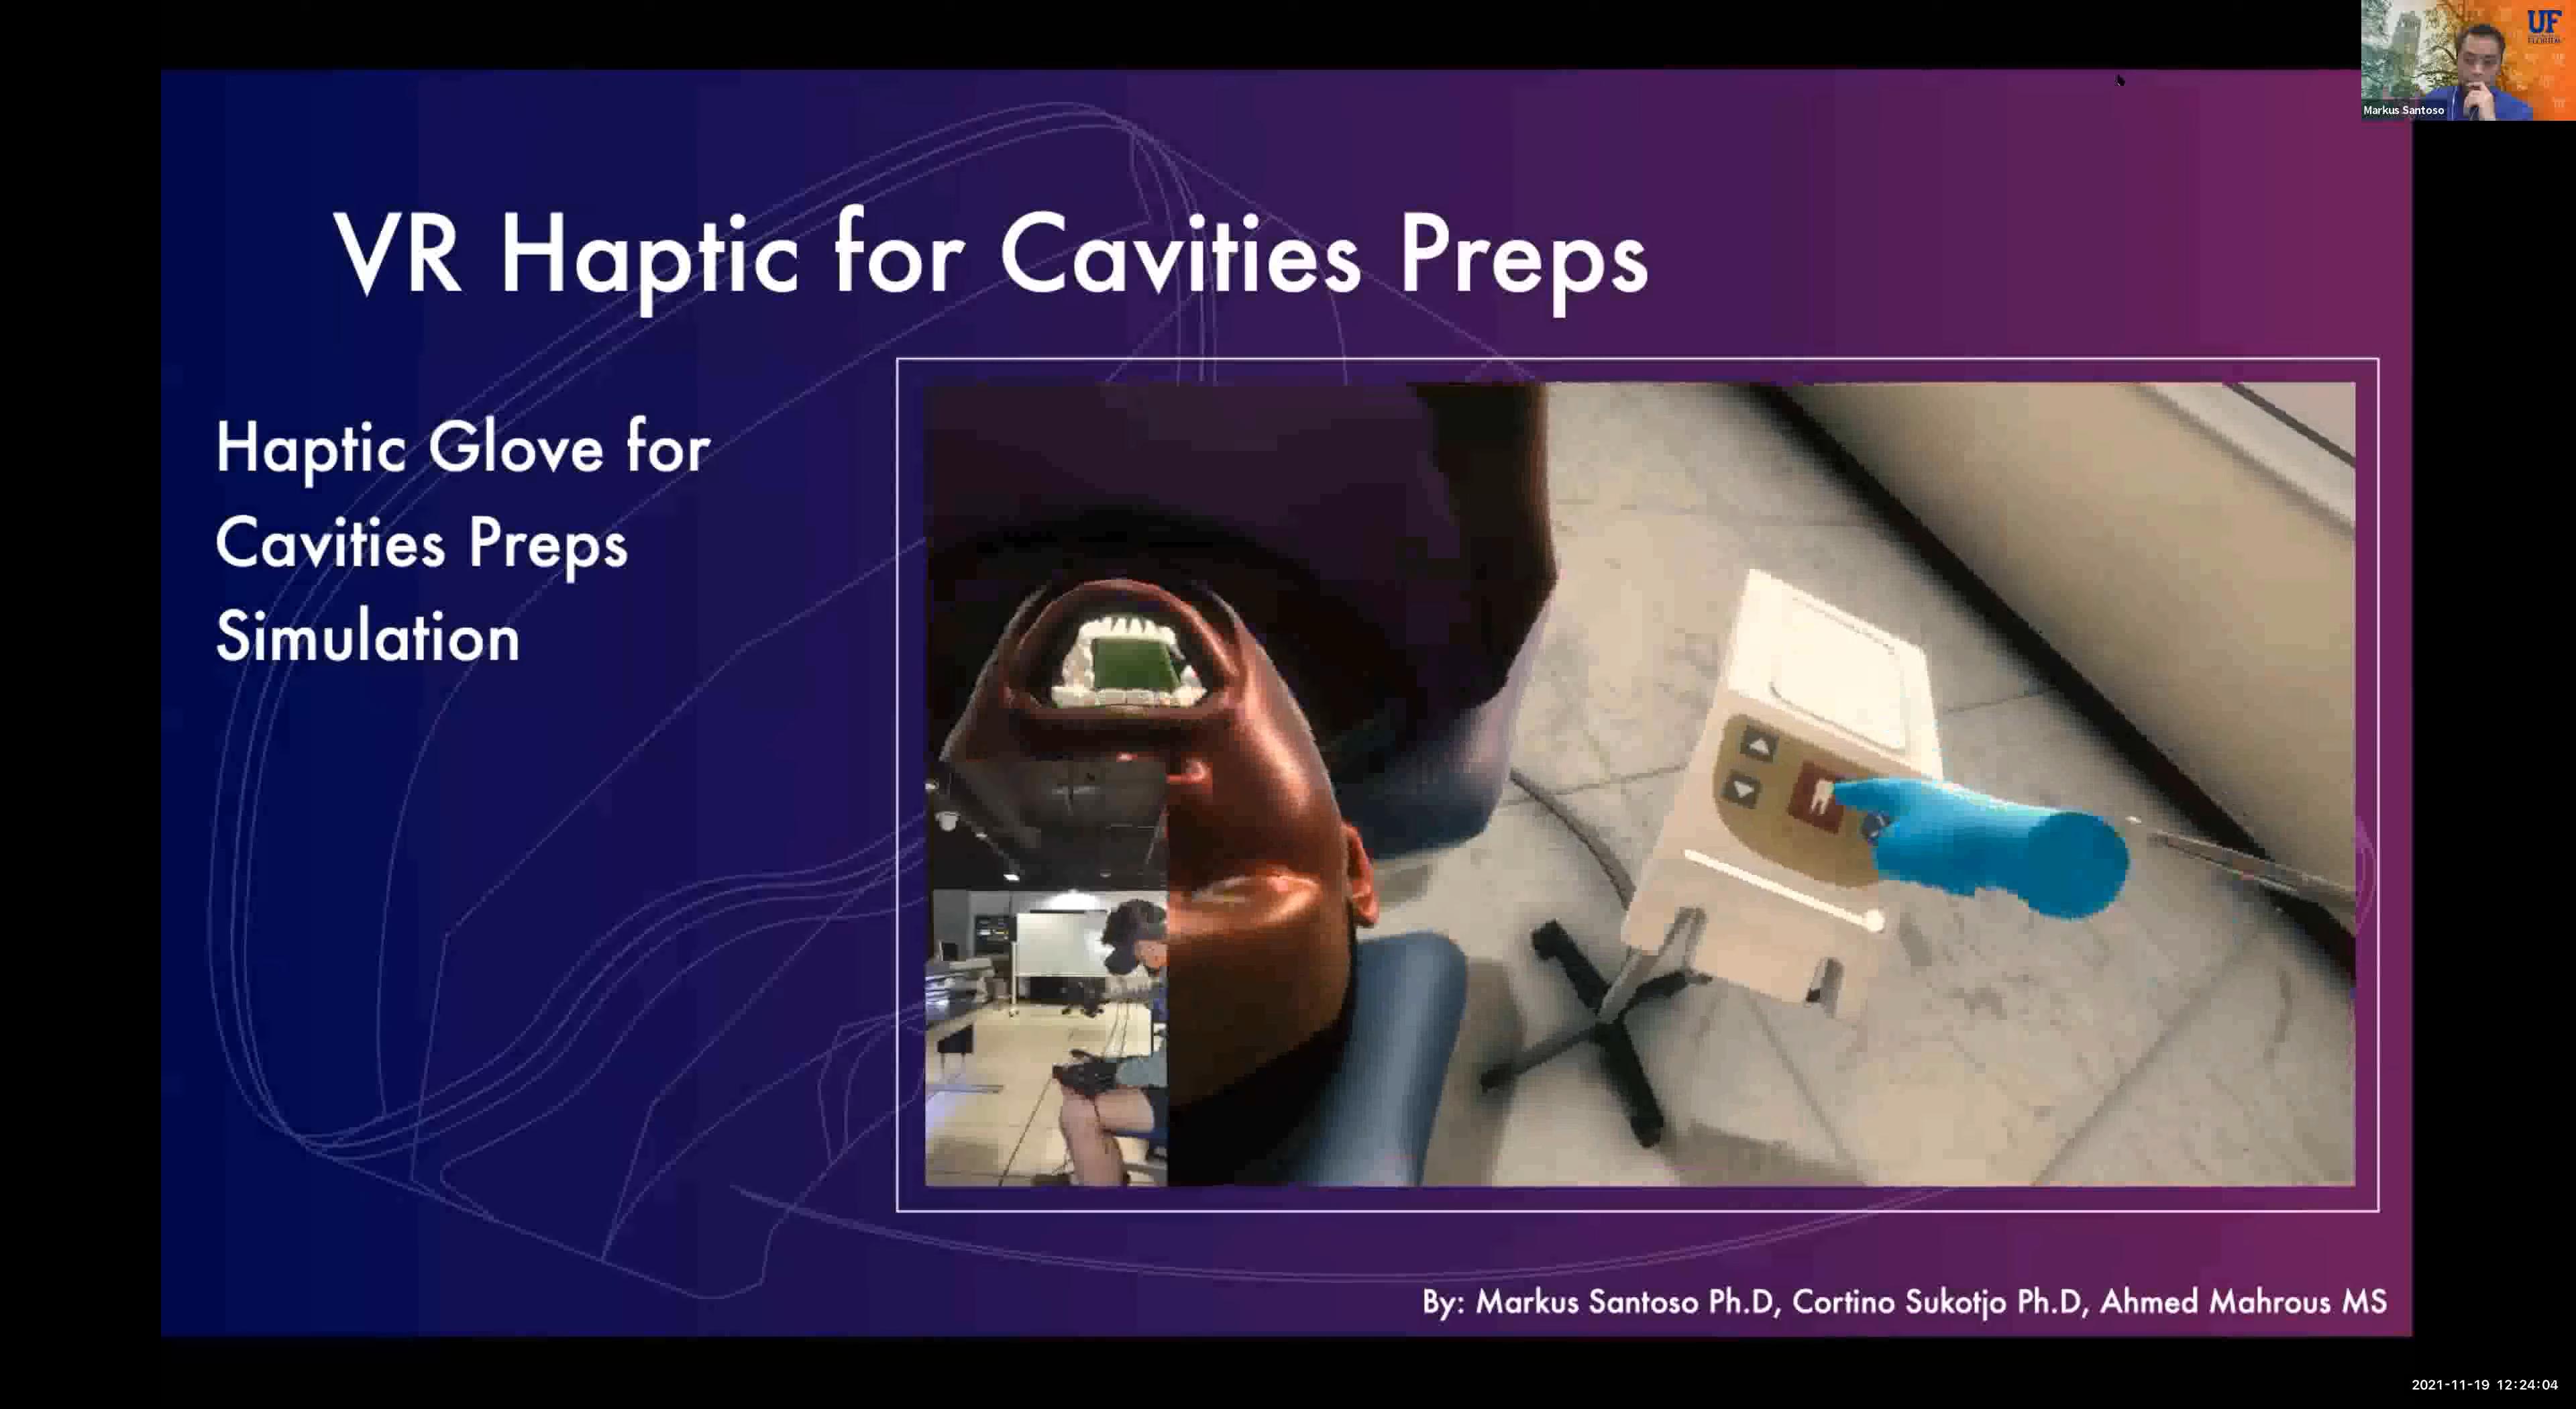 UF
FLORIDA
Markus Santoso
VR Haptic for Cavities Preps
Haptic Glove for
Cavities Preps
Simulation
By: Markus Santoso Ph.D, Cortino Sukotjo Ph.D, Ahmed Mahrous MS
2021-11-19 12:24:04